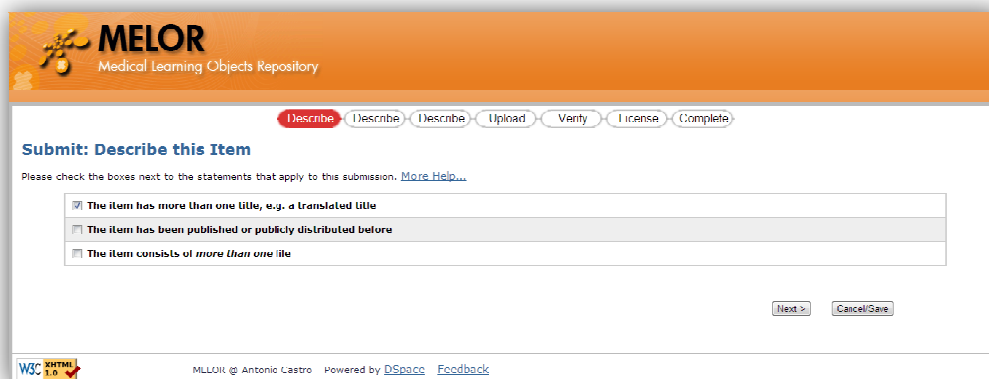 MELOR
Medical Learning Objects Repository
Describe Describe Describe Upload Verify License Complete
Submit: Describe this Item
Please check the boxes next to the statements that apply to this submission. More Help...
The item has more than one title, e.g. a translated title
The item has been published or publicly distributed before
The item consists of more than one file
Next > Cancel/Save
W3C XHTML 1.0
MELOR @ Antonio Castro Powered by DSpace Feedback